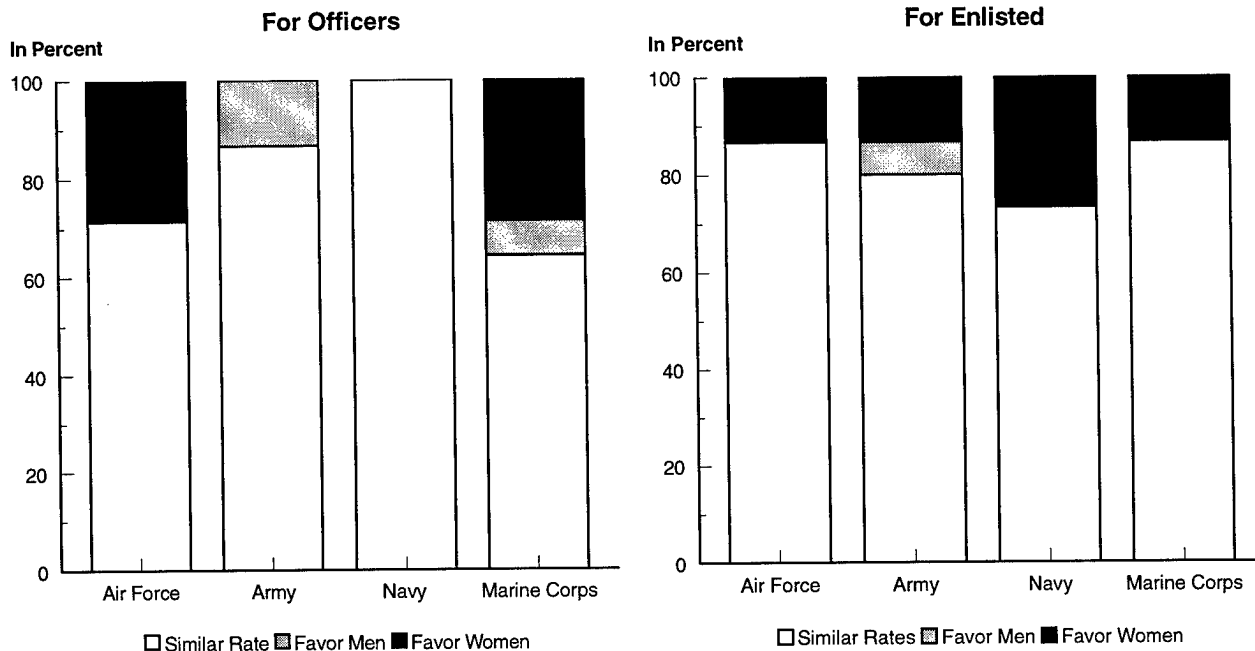 For Officers
In Percent
100
80
60
40
20
0
Air Force Army Navy Marine Corps
Similar Rate Favor Men Favor Women
For Enlisted
In Percent
100
80
60
40
20
0
Air Force Army Navy Marine Corps
Similar Rates Favor Men Favor Women